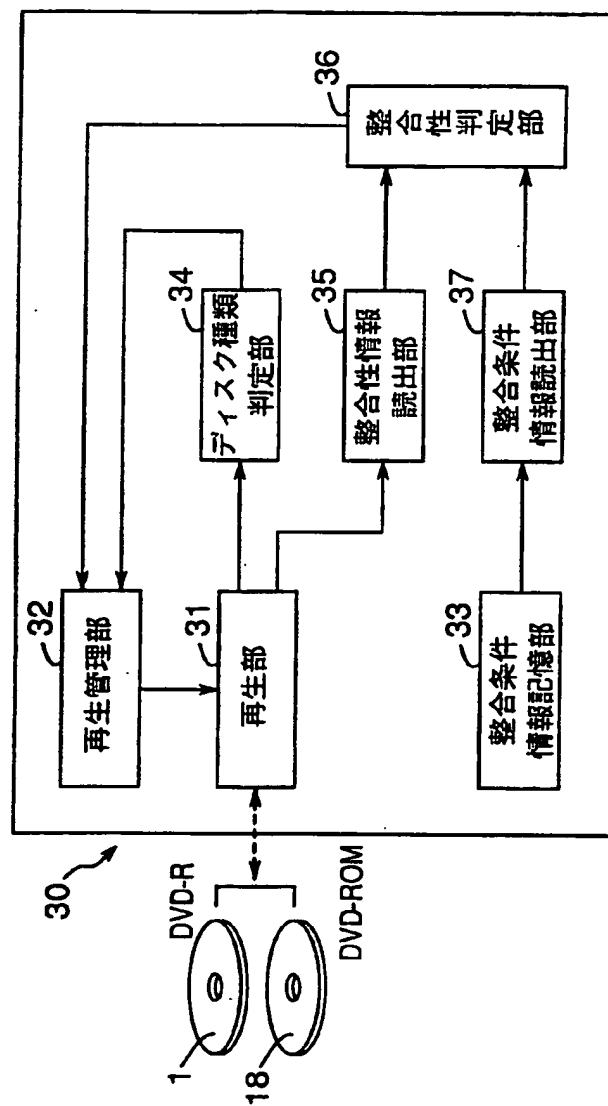 30
DVD-R
1
18
DVD-ROM
32
再生管理部
31
再生部
34
ディスク種類
判定部
35
整合性情報
読出部
36
整合性判定部
33
整合条件
情報記憶部
37
整合条件
情報読出部